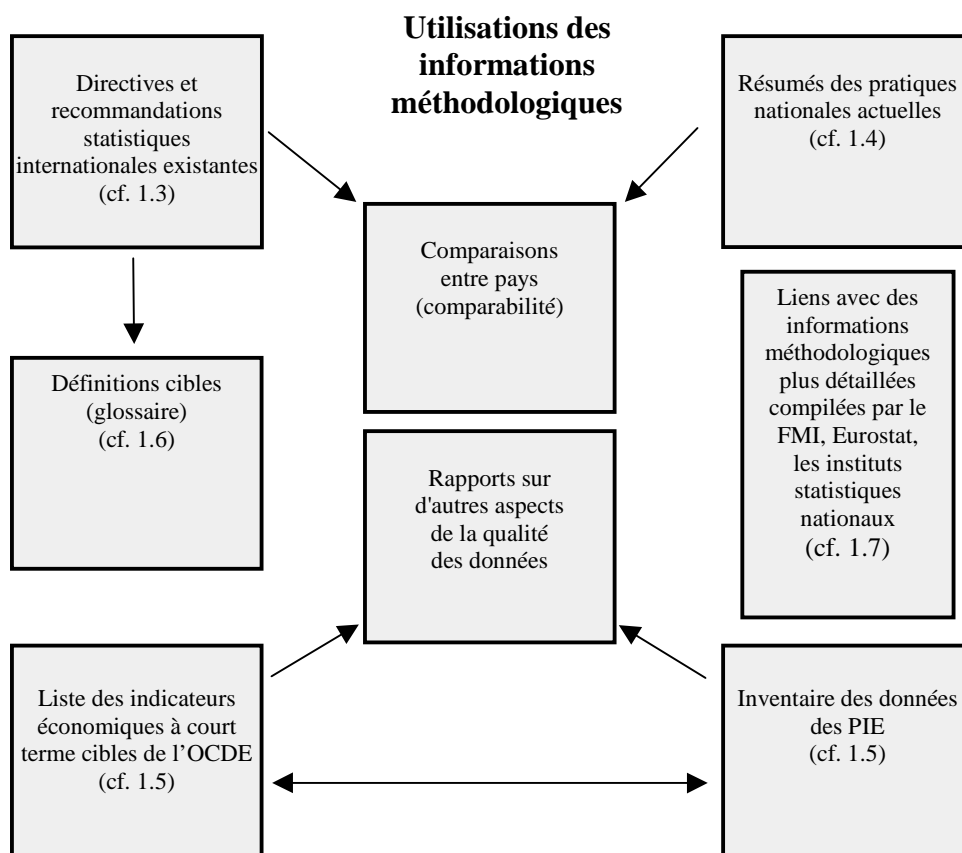 Utilisations des
informations
méthodologiques
Directives et
recommandations
statistiques
internationales existantes
(cf. 1.3)
Résumés des pratiques
nationales actuelles
(cf. 1.4)
Comparaisons
entre pays
(comparabilité)
Liens avec des
informations
méthodologiques
plus détaillées
compilées par le
FMI, Eurostat,
les instituts
statistiques
nationaux
(cf. 1.7)
Définitions cibles
(glossaire)
(cf. 1.6)
Rapports sur
d'autres aspects
de la qualité
des données
Liste des indicateurs
économiques à court
terme cibles de l’OCDE
(cf. 1.5)
Inventaire des données
des PIE
(cf. 1.5)